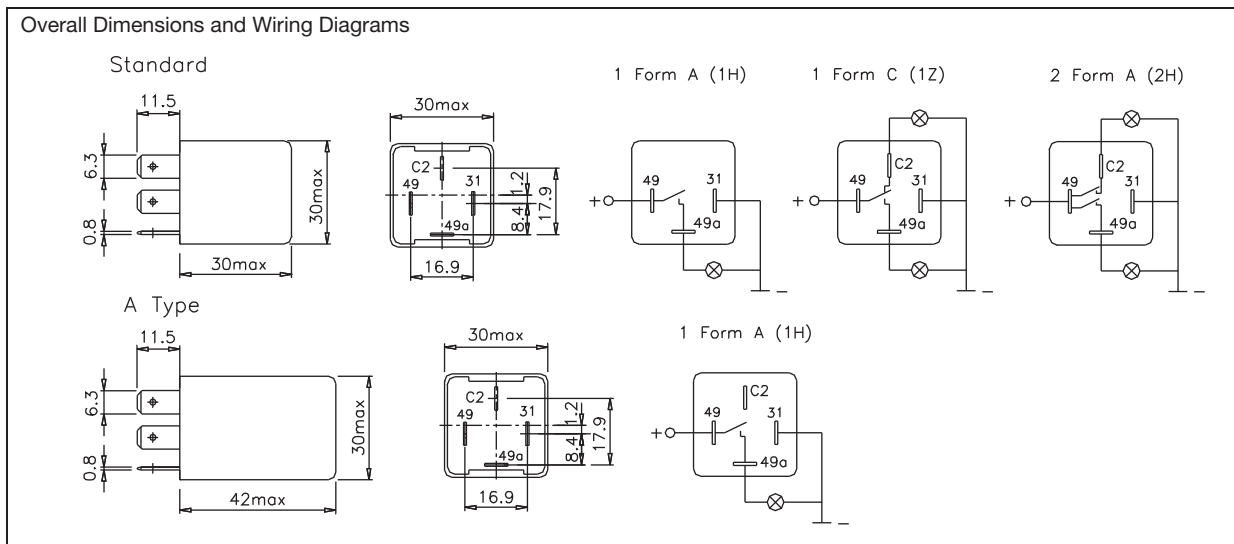 Overall Dimensions and Wiring Diagrams
Standard
11.5
6.3
0.8
30max
30max
30max
C2
49
31
49a
1.2
8.4
17.9
16.9
1 Form A (1H)
49
31
49a
+
-
1 Form C (1Z)
C2
49
31
49a
+
-
2 Form A (2H)
C2
49
31
49a
+
-
A Type
11.5
6.3
0.8
30max
42max
30max
C2
49
31
49a
1.2
8.4
17.9
16.9
1 Form A (1H)
C2
49
31
49a
+
-